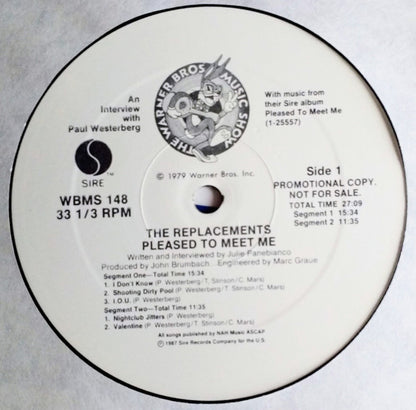 THE WARNER BROS. MUSIC SHOW
An
Interview
with
Paul Westerberg
With music from
their Sire album
Pleased To Meet Me
(1-25557)
SIRE™
© 1979 Warner Bros. Inc.
Side 1
WBMS 148
33 1/3 RPM
PROMOTIONAL COPY.
NOT FOR SALE.
TOTAL TIME 27:09
Segment 1 15:34
Segment 2 11:35
THE REPLACEMENTS
PLEASED TO MEET ME
Written and Interviewed by Julie Panebianco
Produced by John Brumbach. Engineered by Marc Graue
Segment One—Total Time 15:34
1. I Don't Know (P. Westerberg/T. Stinson/C. Mars)
2. Shooting Dirty Pool (P. Westerberg/T. Stinson/C. Mars)
3. I.O.U. (P. Westerberg)
Segment Two—Total Time 11:35
1. Nightclub Jitters (P. Westerberg)
2. Valentine (P. Westerberg/T. Stinson/C. Mars)
All songs published by NAH Music ASCAP
℗ 1987 Sire Records Company for the U.S.